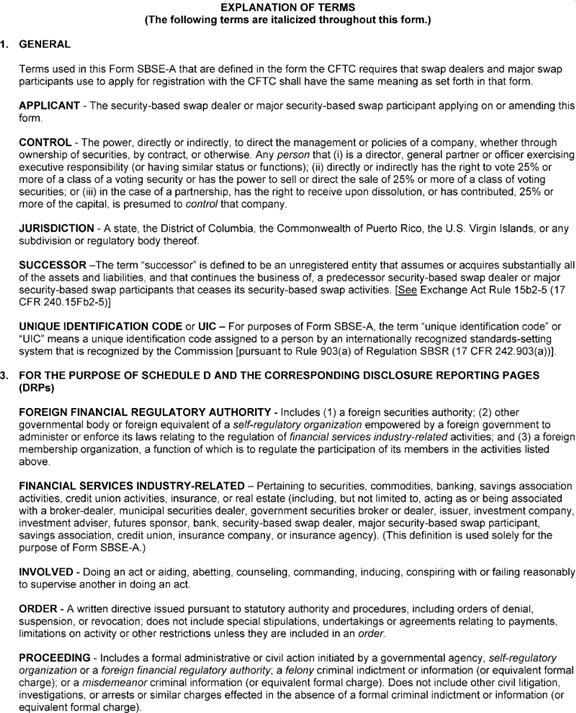 EXPLANATION OF TERMS
(The following terms are italicized throughout this form.)
1. GENERAL
Terms used in this Form SBSE-A that are defined in the form the CFTC requires that swap dealers and major swap
participants use to apply for registration with the CFTC shall have the same meaning as set forth in that form.
APPLICANT - The security-based swap dealer or major security-based swap participant applying on or amending this
form.
CONTROL - The power, directly or indirectly, to direct the management or policies of a company, whether through
ownership of securities, by contract, or otherwise. Any person that (i) is a director, general partner or officer exercising
executive responsibility (or having similar status or functions); (ii) directly or indirectly has the right to vote 25% or
more of a class of a voting security or has the power to sell or direct the sale of 25% or more of a class of voting
securities; or (iii) in the case of a partnership, has the right to receive upon dissolution, or has contributed, 25% or
more of the capital, is presumed to control that company.
JURISDICTION - A state, the District of Columbia, the Commonwealth of Puerto Rico, the U.S. Virgin Islands, or any
subdivision or regulatory body thereof.
SUCCESSOR –The term “successor” is defined to be an unregistered entity that assumes or acquires substantially all
of the assets and liabilities, and that continues the business of, a predecessor security-based swap dealer or major
security-based swap participants that ceases its security-based swap activities. [See Exchange Act Rule 15b2-5 (17
CFR 240.15Fb2-5)]
UNIQUE IDENTIFICATION CODE or UIC – For purposes of Form SBSE-A, the term “unique identification code” or
“UIC” means a unique identification code assigned to a person by an internationally recognized standards-setting
system that is recognized by the Commission [pursuant to Rule 903(a) of Regulation SBSR (17 CFR 242.903(a))].
3. FOR THE PURPOSE OF SCHEDULE D AND THE CORRESPONDING DISCLOSURE REPORTING PAGES
(DRPs)
FOREIGN FINANCIAL REGULATORY AUTHORITY - Includes (1) a foreign securities authority; (2) other
governmental body or foreign equivalent of a self-regulatory organization empowered by a foreign government to
administer or enforce its laws relating to the regulation of financial services industry-related activities; and (3) a foreign
membership organization, a function of which is to regulate the participation of its members in the activities listed
above.
FINANCIAL SERVICES INDUSTRY-RELATED – Pertaining to securities, commodities, banking, savings association
activities, credit union activities, insurance, or real estate (including, but not limited to, acting as or being associated
with a broker-dealer, municipal securities dealer, government securities broker or dealer, issuer, investment company,
investment adviser, futures sponsor, bank, security-based swap dealer, major security-based swap participant,
savings association, credit union, insurance company, or insurance agency). (This definition is used solely for the
purpose of Form SBSE-A.)
INVOLVED - Doing an act or aiding, abetting, counseling, commanding, inducing, conspiring with or failing reasonably
to supervise another in doing an act.
ORDER - A written directive issued pursuant to statutory authority and procedures, including orders of denial,
suspension, or revocation; does not include special stipulations, undertakings or agreements relating to payments,
limitations on activity or other restrictions unless they are included in an order.
PROCEEDING - Includes a formal administrative or civil action initiated by a governmental agency, self-regulatory
organization or a foreign financial regulatory authority; a felony criminal indictment or information (or equivalent formal
charge); or a misdemeanor criminal information (or equivalent formal charge). Does not include other civil litigation,
investigations, or arrests or similar charges effected in the absence of a formal criminal indictment or information (or
equivalent formal charge).